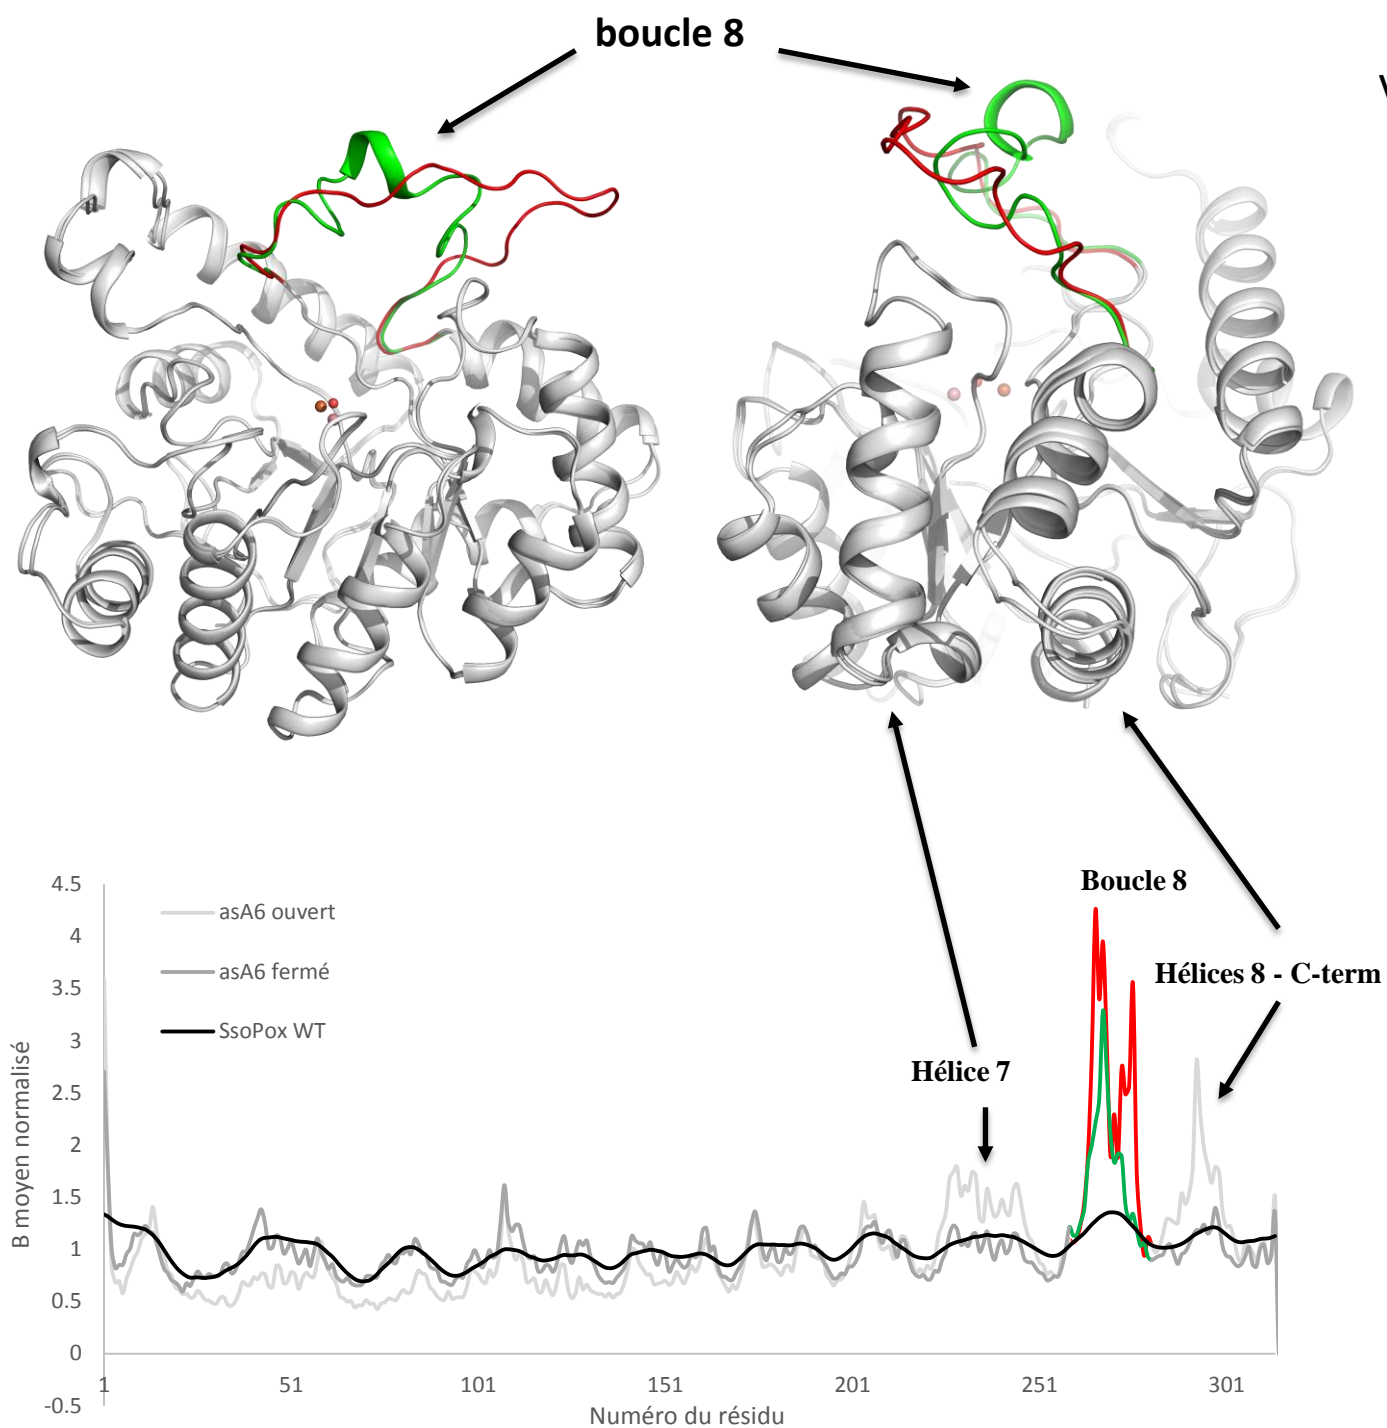 boucle 8
4.5
4
3.5
3
2.5
2
1.5
1
0.5
0
-0.5
B moyen normalisé
asA6 ouvert
asA6 fermé
SsoPox WT
Boucle 8
Hélices 8 - C-term
Hélice 7
1
51
101
151
201
251
301
Numéro du résidu